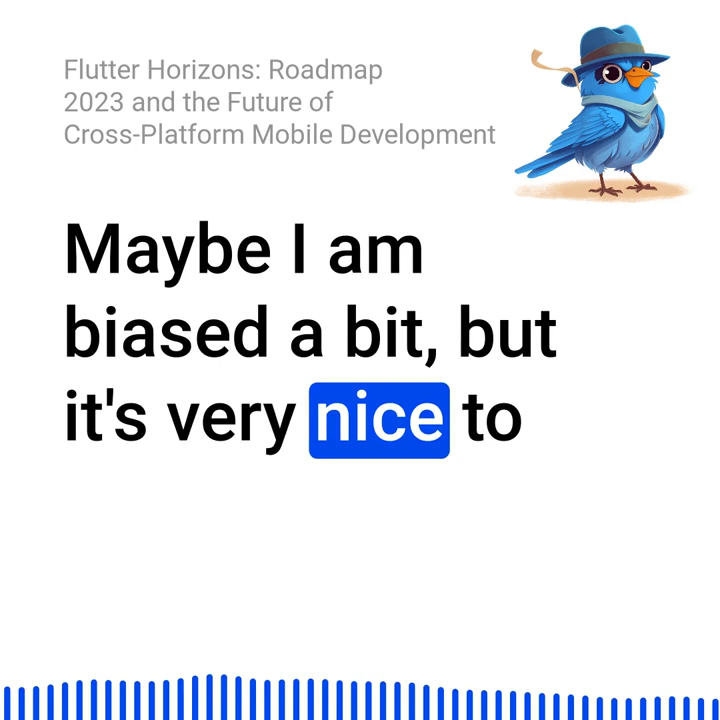 Flutter Horizons: Roadmap
2023 and the Future of
Cross-Platform Mobile Development
Maybe I am
biased a bit, but
it's very nice to